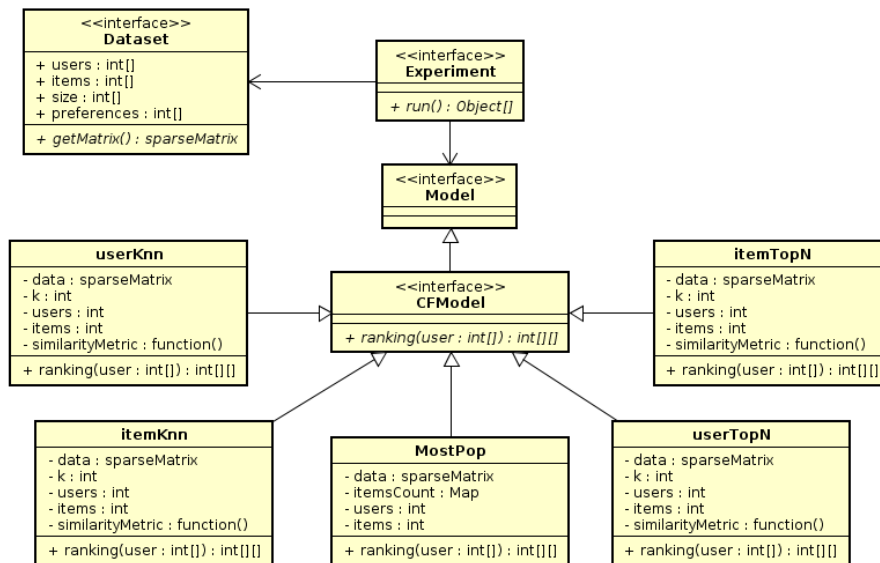 <<interface>>
Dataset
+ users : int[]
+ items : int[]
+ size : int[]
+ preferences : int[]
+ getMatrix() : sparseMatrix
<<interface>>
Experiment
+ run() : Object[]
<<interface>>
Model
userKnn
- data : sparseMatrix
- k : int
- users : int
- items : int
- similarityMetric : function()
+ ranking(user : int[]) : int[][]
<<interface>>
CFModel
+ ranking(user : int[]) : int[][]
itemTopN
- data : sparseMatrix
- k : int
- users : int
- items : int
- similarityMetric : function()
+ ranking(user : int[]) : int[][]
itemKnn
- data : sparseMatrix
- k : int
- users : int
- items : int
- similarityMetric : function()
+ ranking(user : int[]) : int[][]
MostPop
- data : sparseMatrix
- itemsCount : Map
- users : int
- items : int
+ ranking(user : int[]) : int[][]
userTopN
- data : sparseMatrix
- k : int
- users : int
- items : int
- similarityMetric : function()
+ ranking(user : int[]) : int[][]